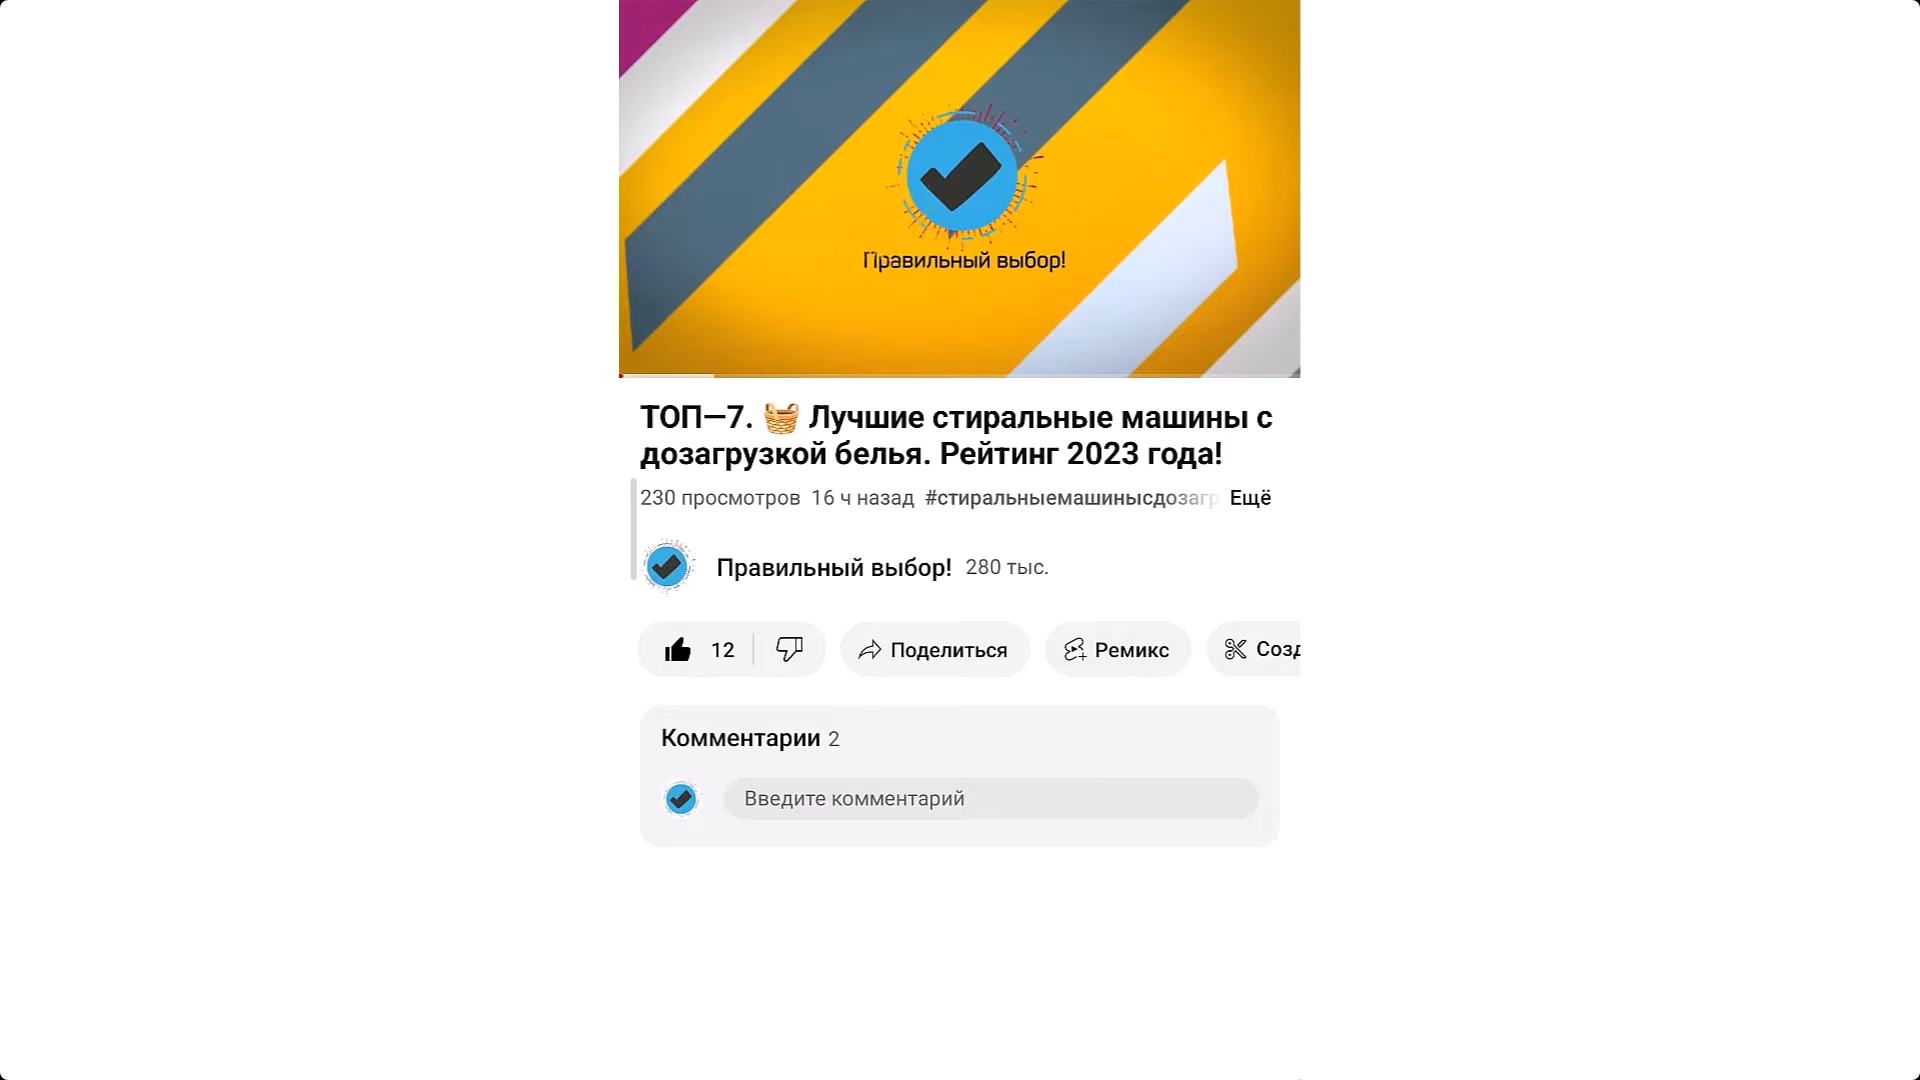 Правильный выбор!
ТОП—7. 🧺 Лучшие стиральные машины с
дозагрузкой белья. Рейтинг 2023 года!
230 просмотров 16 ч назад #стиральныемашинысдозагр Ещё
Правильный выбор! 280 тыс.
12 Поделиться Ремикс Созд
Комментарии 2
Введите комментарий